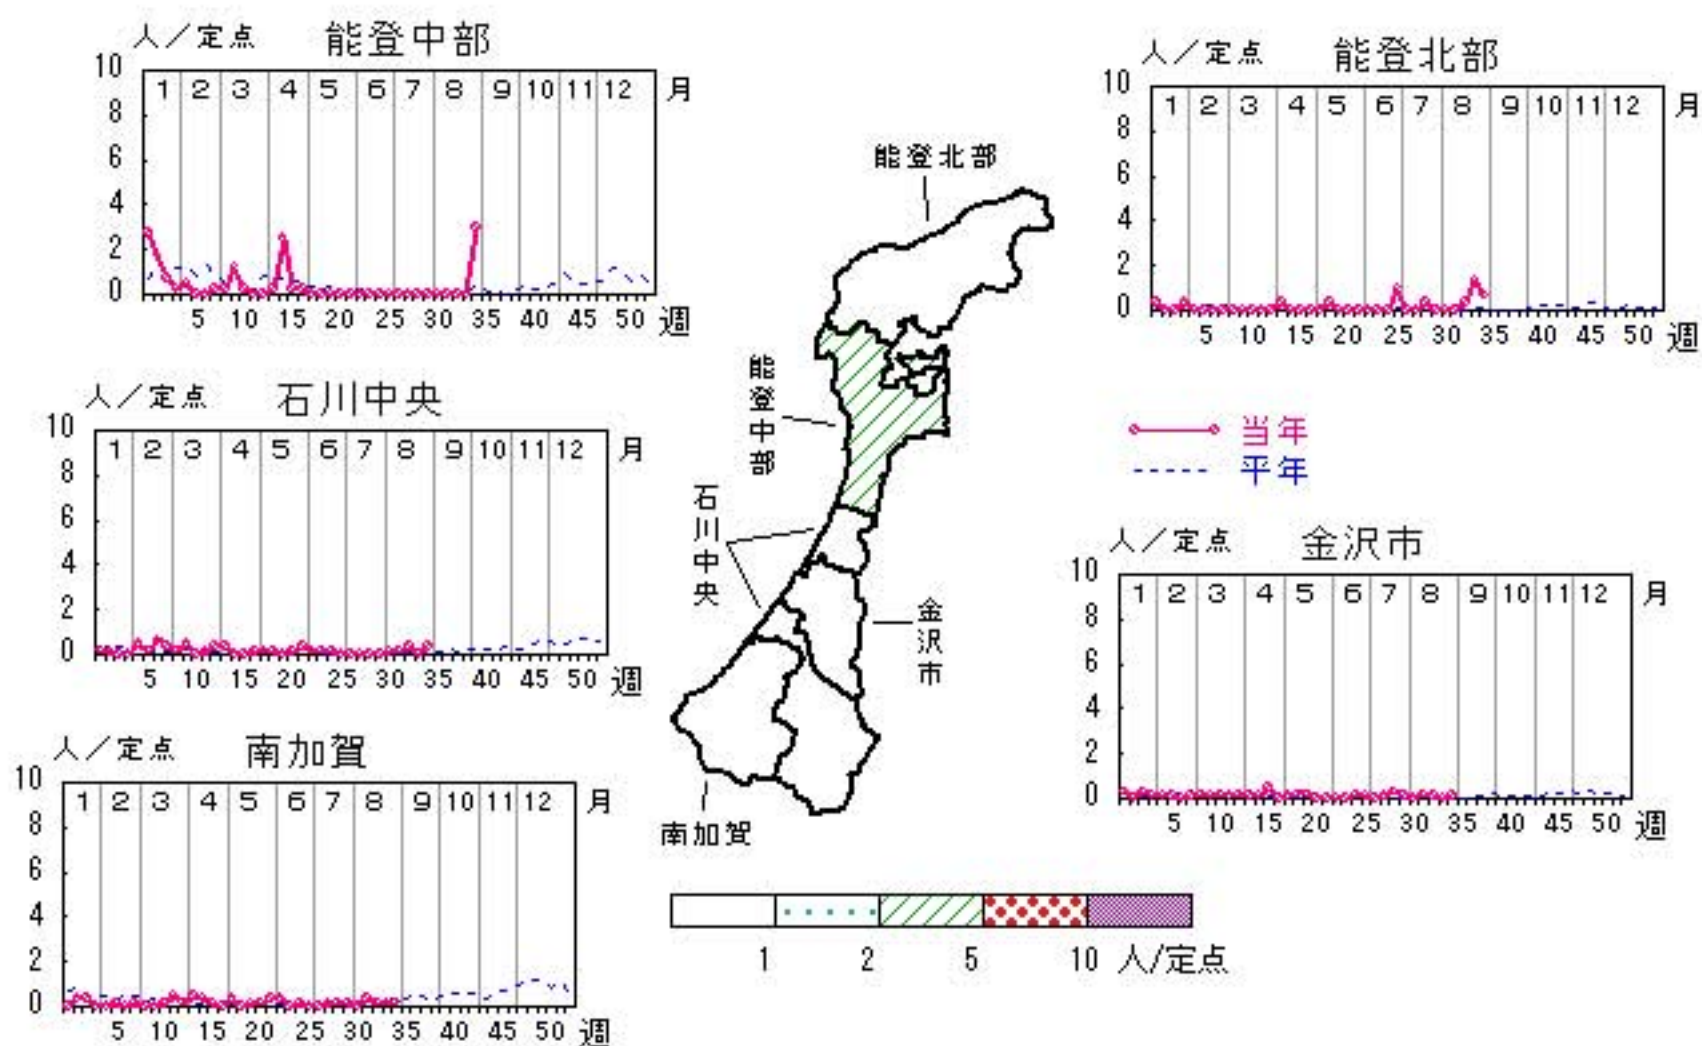 人／定点 能登中部
10 8 6 4 2 0
1 2 3 4 5 6 7 8 9 10 11 12 月
5 10 15 20 25 30 35 40 45 50 週
人／定点 能登北部
10 8 6 4 2 0
1 2 3 4 5 6 7 8 9 10 11 12 月
5 10 15 20 25 30 35 40 45 50 週
人／定点 石川中央
10 8 6 4 2 0
1 2 3 4 5 6 7 8 9 10 11 12 月
5 10 15 20 25 30 35 40 45 50 週
当年
平年
人／定点 金沢市
10 8 6 4 2 0
1 2 3 4 5 6 7 8 9 10 11 12 月
5 10 15 20 25 30 35 40 45 50 週
人／定点 南加賀
10 8 6 4 2 0
1 2 3 4 5 6 7 8 9 10 11 12 月
5 10 15 20 25 30 35 40 45 50 週
能登北部
能登中部
石川中央
金沢市
南加賀
1 2 5 10 人/定点